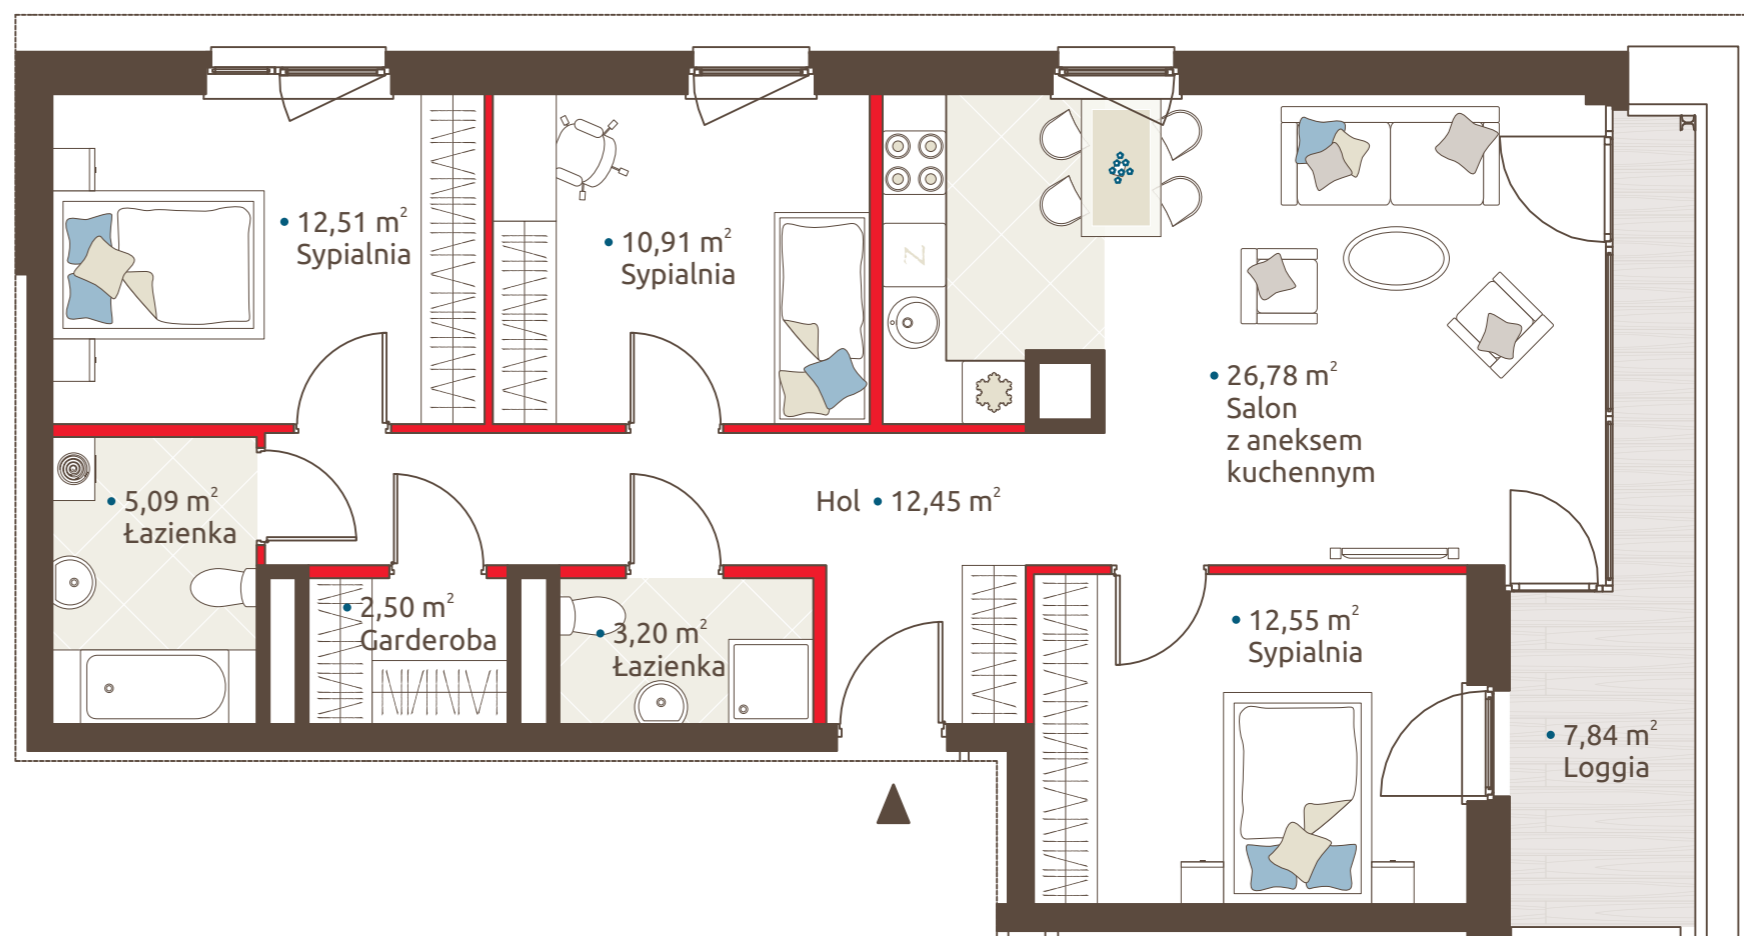 • 12,51 m²
Sypialnia
• 10,91 m²
Sypialnia
Z
• 26,78 m²
Salon
z aneksem
kuchennym
• 5,09 m²
Łazienka
Hol • 12,45 m²
• 2,50 m²
Garderoba
• 3,20 m²
Łazienka
• 12,55 m²
Sypialnia
• 7,84 m²
Loggia